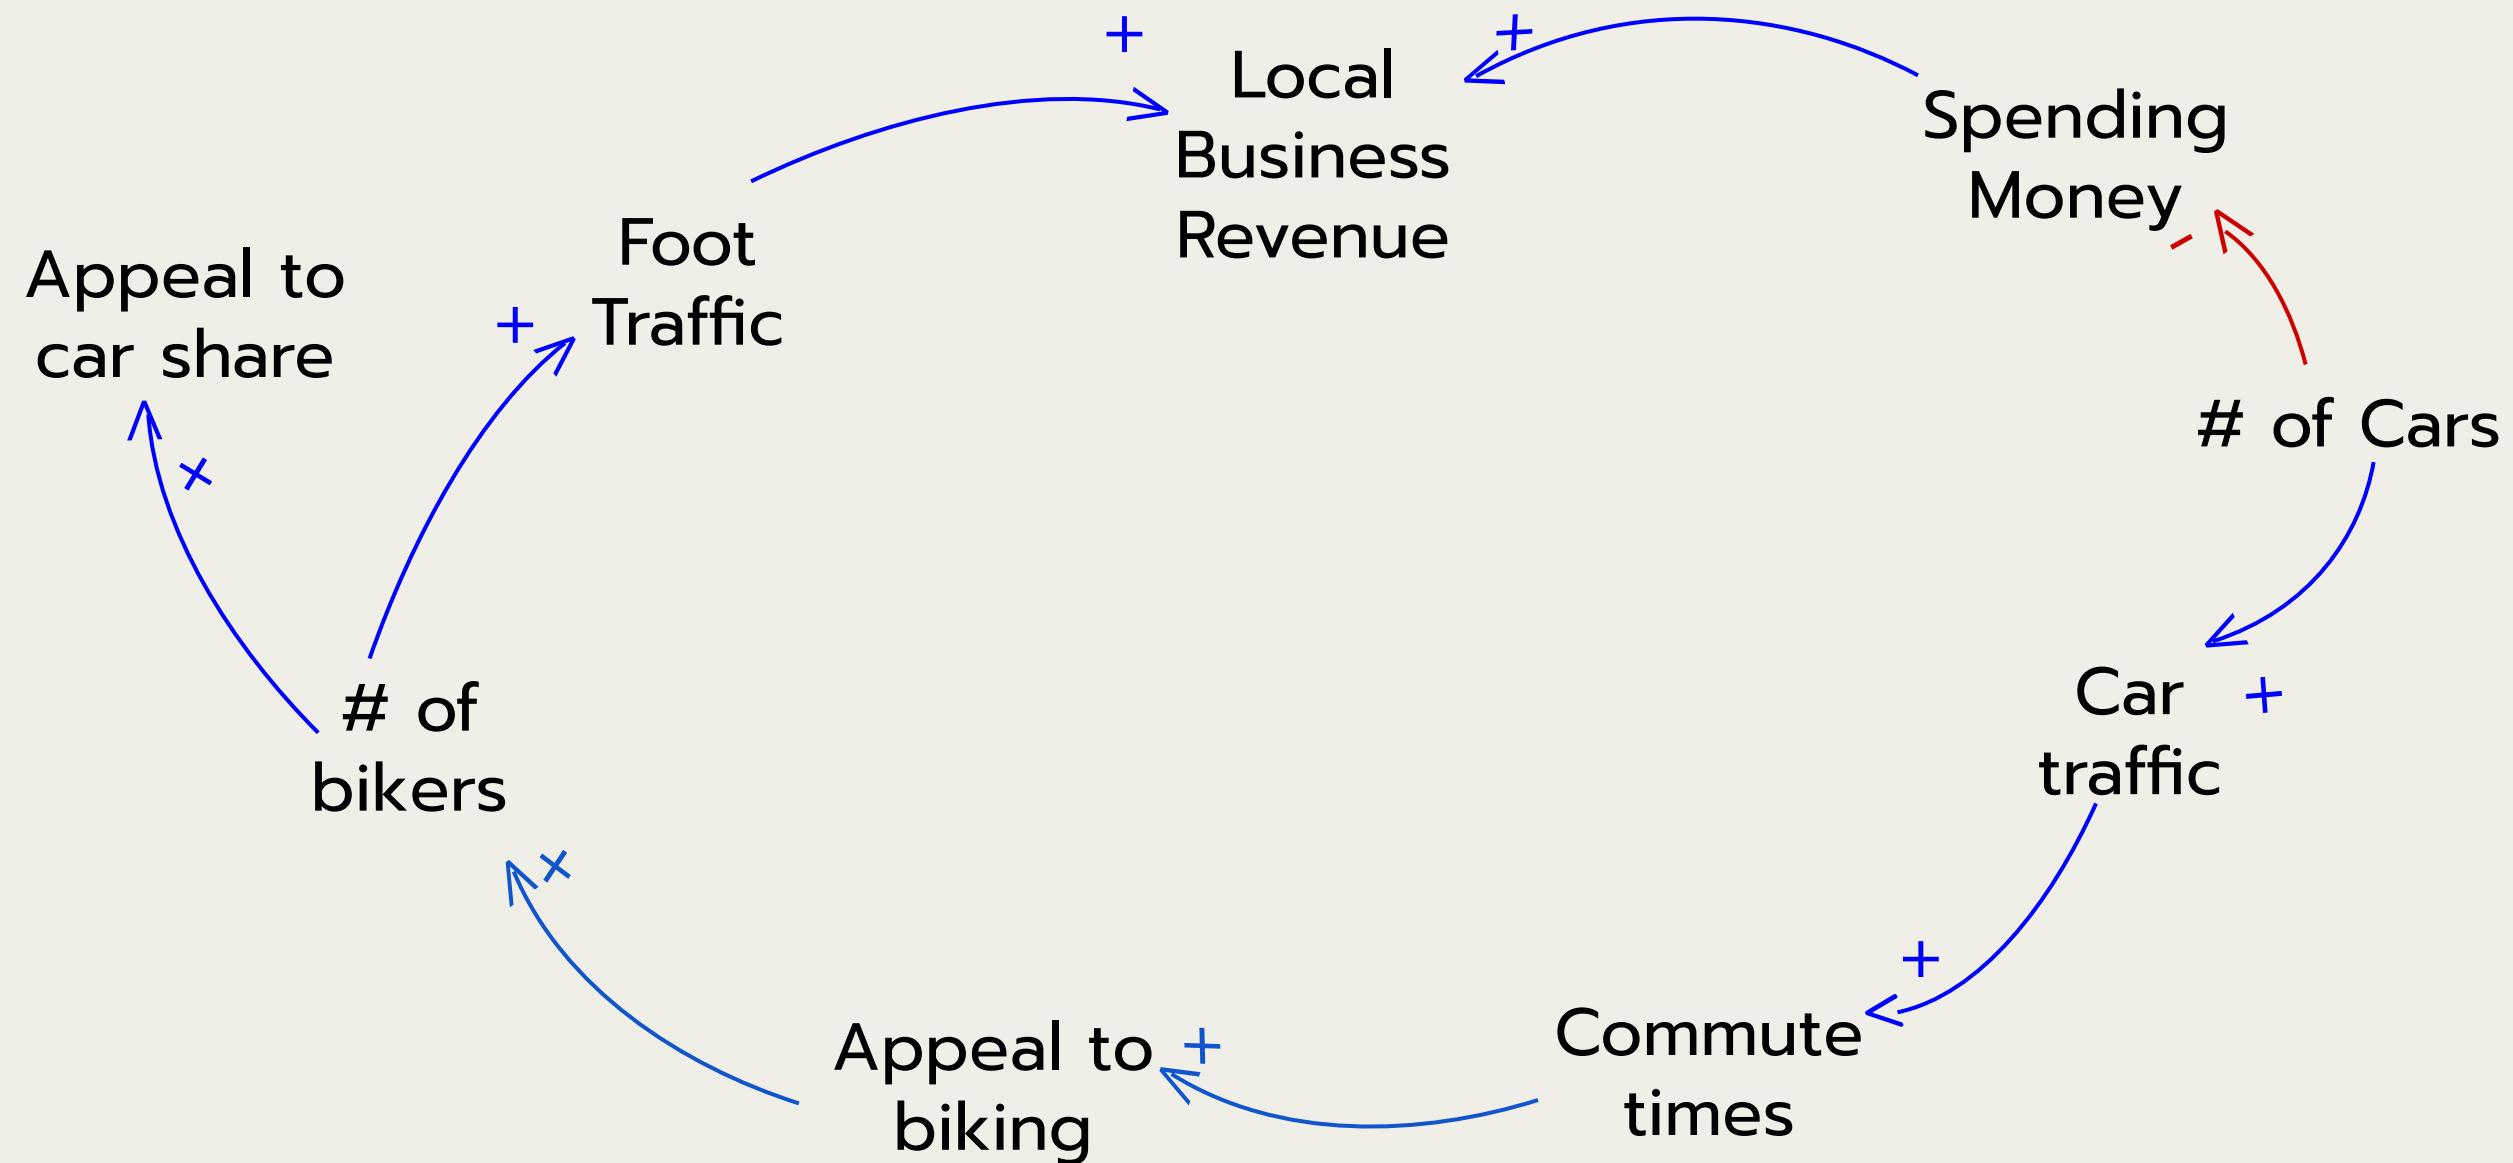 +
+
Local
Business
Revenue
Spending
Money
-
Foot
Traffic
+
Appeal to
car share
+
# of Cars
# of
bikers
+
Car
traffic
+
+
Commute
times
Appeal to
biking
+